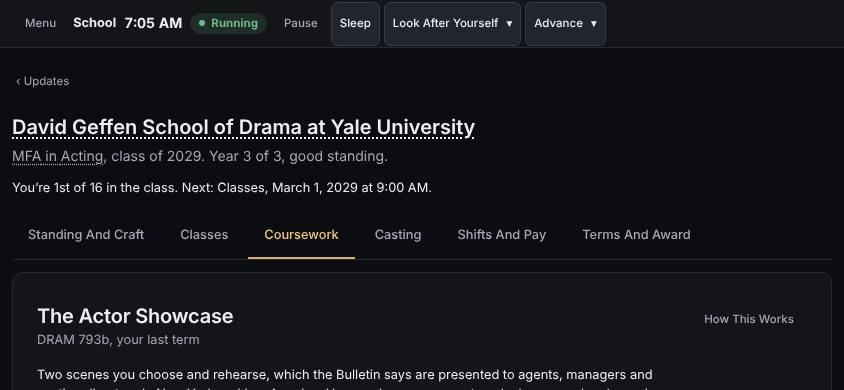 Menu School 7:05 AM Running Pause Sleep Look After Yourself ▾ Advance ▾
‹ Updates
David Geffen School of Drama at Yale University
MFA in Acting, class of 2029. Year 3 of 3, good standing.
You're 1st of 16 in the class. Next: Classes, March 1, 2029 at 9:00 AM.
Standing And Craft Classes Coursework Casting Shifts And Pay Terms And Award
The Actor Showcase
How This Works
DRAM 793b, your last term
Two scenes you choose and rehearse, which the Bulletin says are presented to agents, managers and